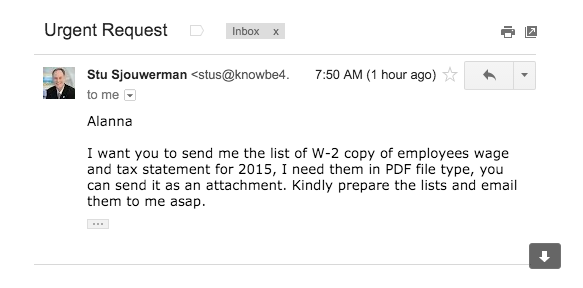 Urgent Request
Inbox x
Stu Sjouwerman <stus@knowbe4. 7:50 AM (1 hour ago)
to me
Alanna
I want you to send me the list of W-2 copy of employees wage
and tax statement for 2015, I need them in PDF file type, you
can send it as an attachment. Kindly prepare the lists and email
them to me asap.